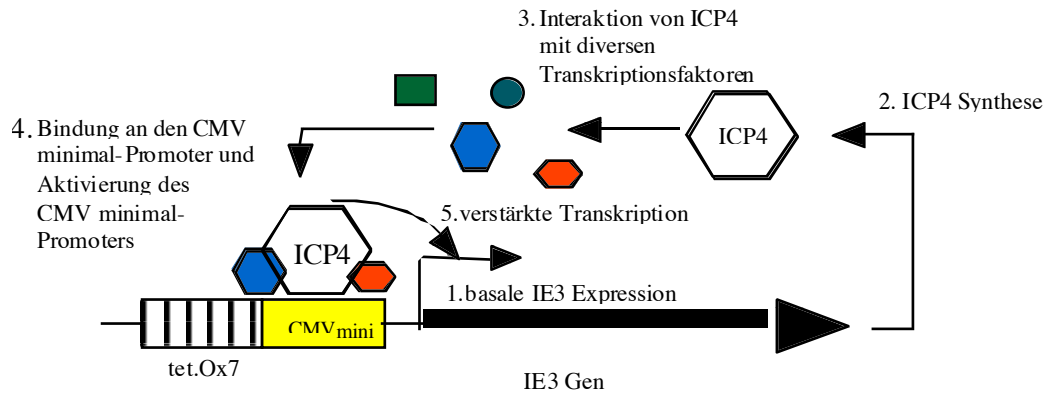 3. Interaktion von ICP4
mit diversen
Transkriptionsfaktoren
2. ICP4 Synthese
ICP4
4. Bindung an den CMV
minimal-Promoter und
Aktivierung des
CMV minimal-
Promoters
5.verstärkte Transkription
ICP4
1.basale IE3 Expression
CMVmini
tet.Ox7
IE3 Gen